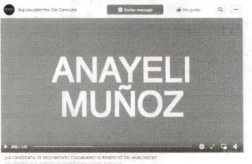 Aguascalientes Sin Censura
Enviar mensaje
Me gusta
ANAYELI
MUÑOZ
¿LA CANDIDATA DE MOVIMIENTO CIUDADANO SE BENEFICIÓ DEL HUACHICOL?